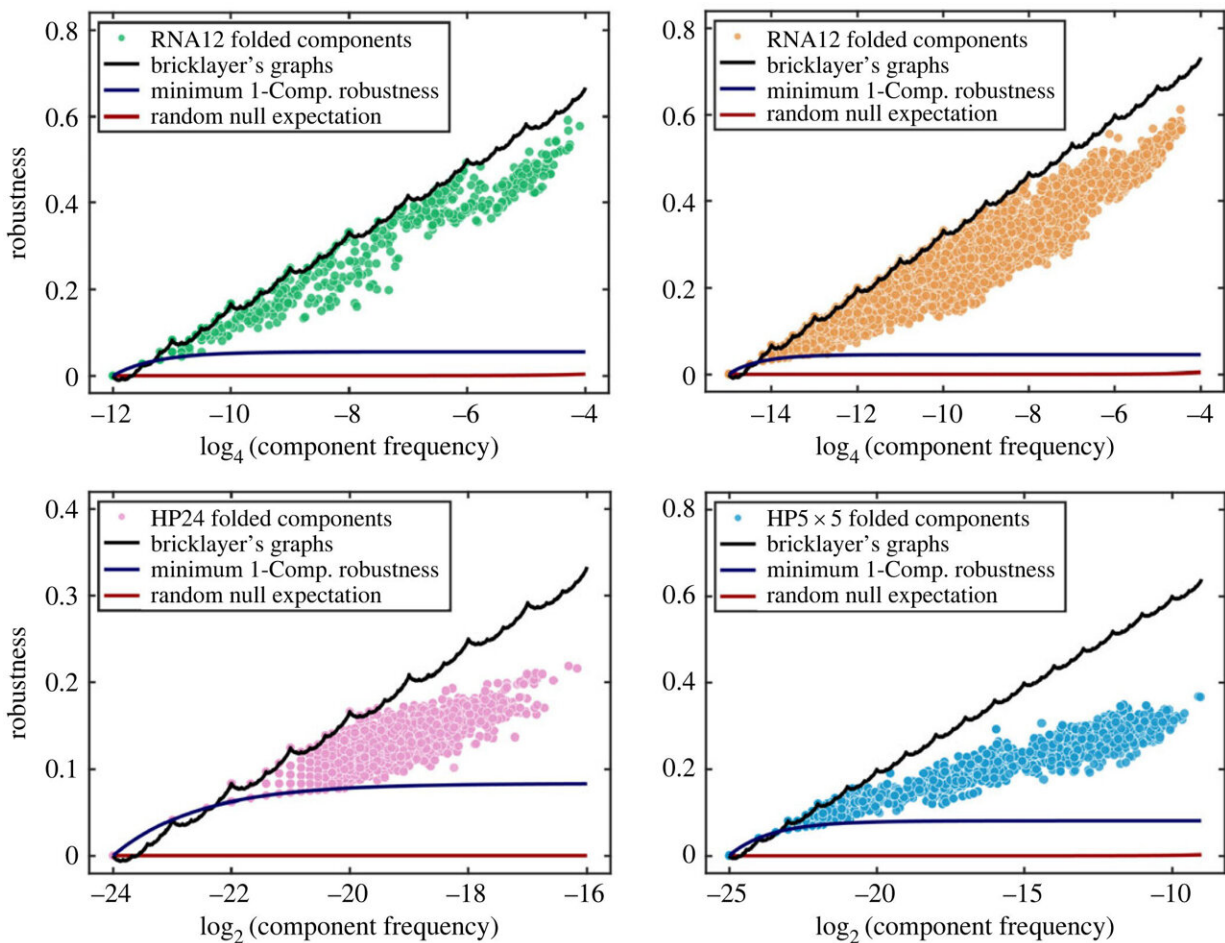 0.8
RNA12 folded components
bricklayer's graphs
minimum 1-Comp. robustness
random null expectation
0.6
0.4
0.2
0
robustness
–12
–10
–8
–6
–4
log4 (component frequency)
0.8
RNA12 folded components
bricklayer's graphs
minimum 1-Comp. robustness
random null expectation
0.6
0.4
0.2
0
–14
–12
–10
–8
–6
–4
log4 (component frequency)
0.4
HP24 folded components
bricklayer's graphs
minimum 1-Comp. robustness
random null expectation
0.3
0.2
0.1
0
robustness
–24
–22
–20
–18
–16
log2 (component frequency)
0.8
HP5 × 5 folded components
bricklayer's graphs
minimum 1-Comp. robustness
random null expectation
0.6
0.4
0.2
0
–25
–20
–15
–10
log2 (component frequency)